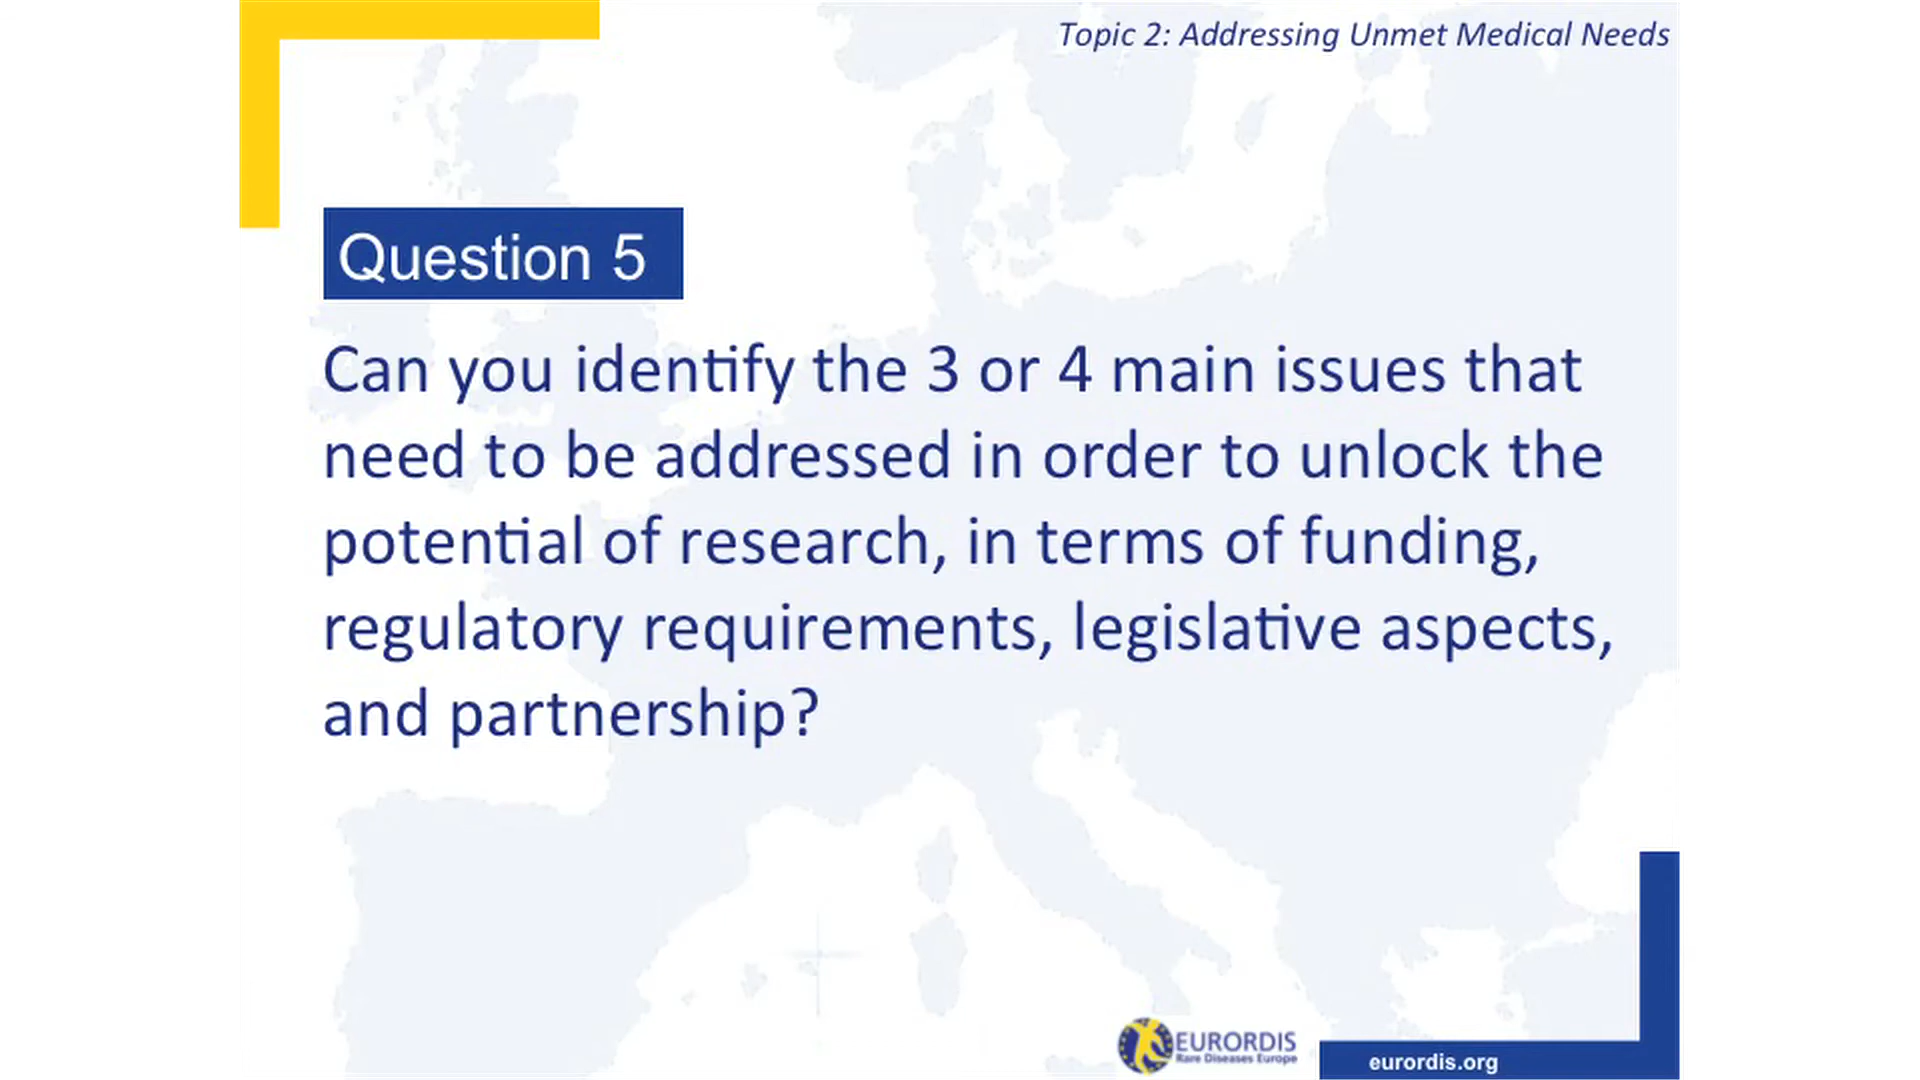 Topic 2: Addressing Unmet Medical Needs
Question 5
Can you identify the 3 or 4 main issues that
need to be addressed in order to unlock the
potential of research, in terms of funding,
regulatory requirements, legislative aspects,
and partnership?
EURORDIS
Rare Diseases Europe
eurordis.org